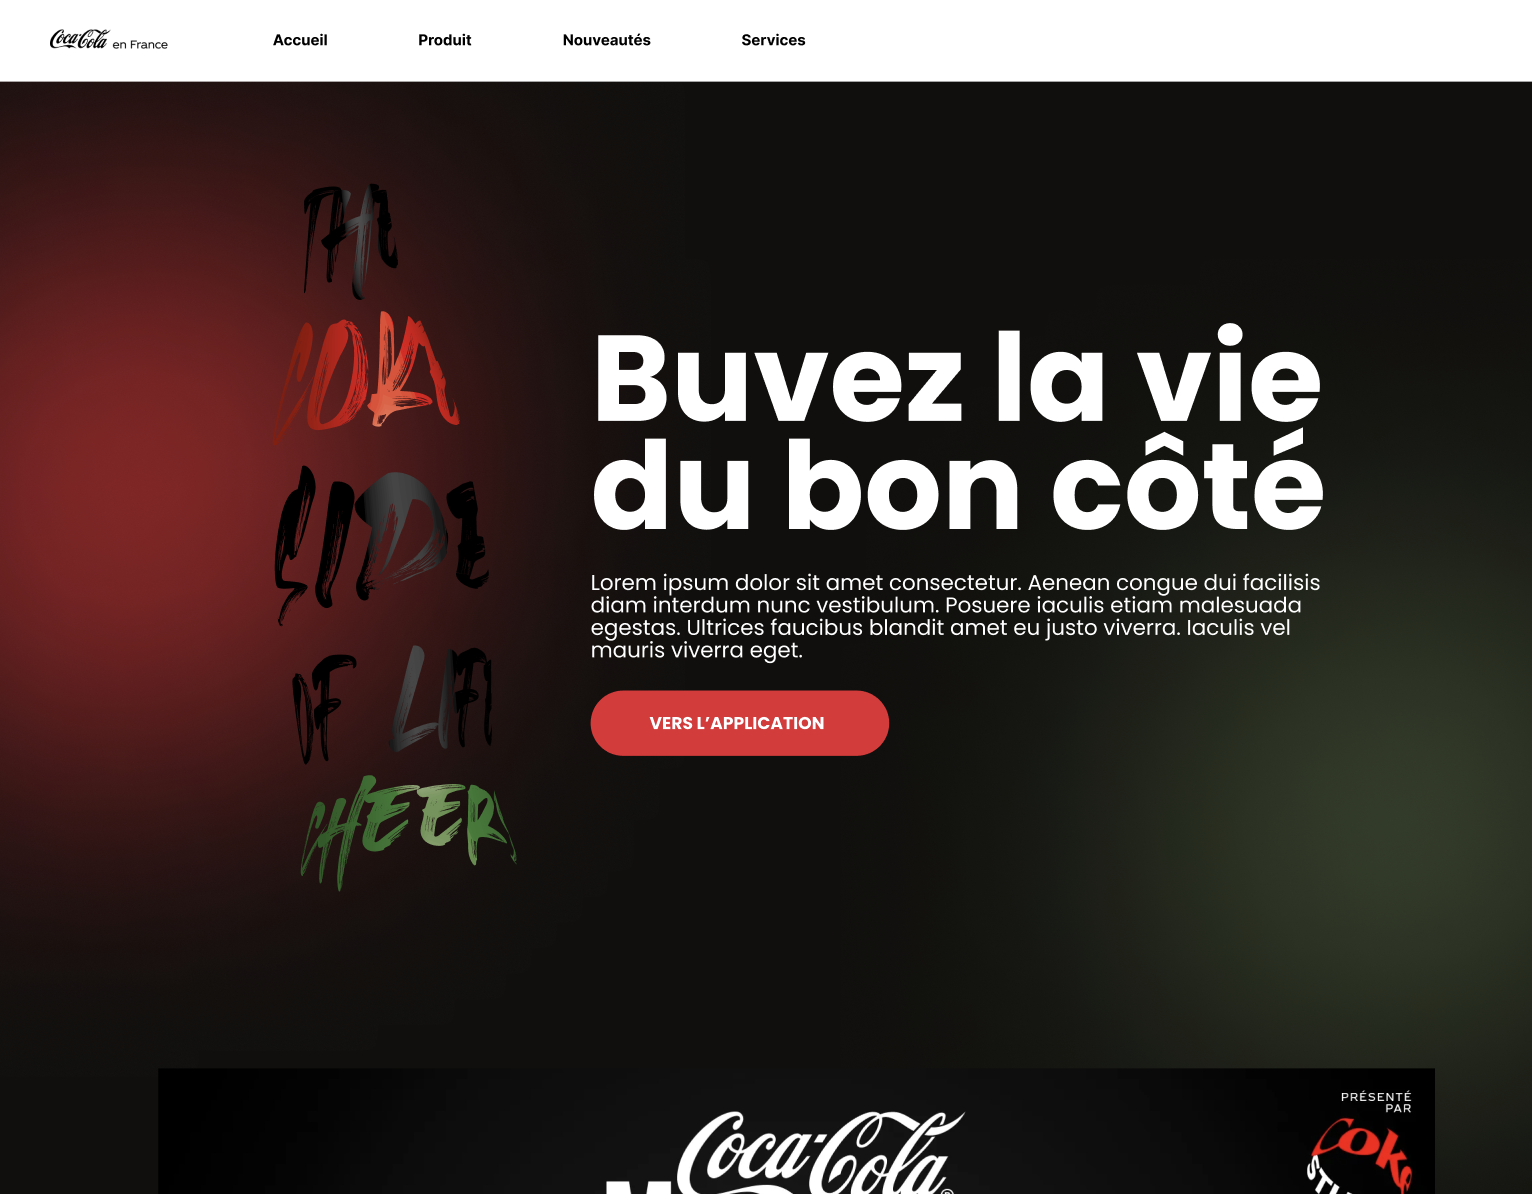 Coca-Cola en France
Accueil
Produit
Nouveautés
Services
THE
COKE
SIDE
OF LIFE
CHEERS
Buvez la vie
du bon côté
Lorem ipsum dolor sit amet consectetur. Aenean congue dui facilisis
diam interdum nunc vestibulum. Posuere iaculis etiam malesuada
egestas. Ultrices faucibus blandit amet eu justo viverra. Iaculis vel
mauris viverra eget.
VERS L’APPLICATION
Coca-Cola®
PRÉSENTÉ
PAR
Coke